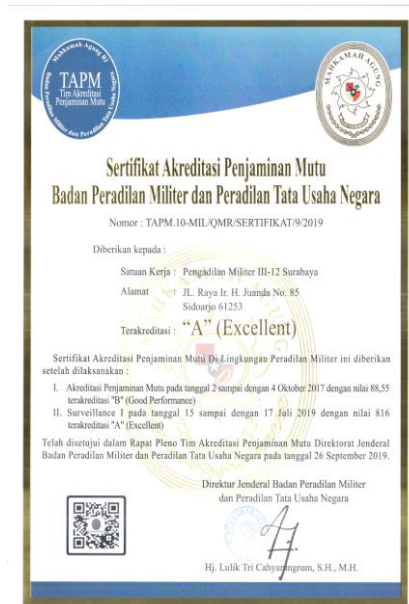 Mahkamah Agung RI
TAPM
Tim Akreditasi
Penjaminan Mutu
Badan Peradilan Militer dan Peradilan Tata Usaha Negara
MAHKAMAH AGUNG
Sertifikat Akreditasi Penjaminan Mutu
Badan Peradilan Militer dan Peradilan Tata Usaha Negara
Nomor : TAPM.10-MIL/QMR/SERTIFIKAT/9/2019
Diberikan kepada :
Satuan Kerja : Pengadilan Militer III-12 Surabaya
Alamat : JL. Raya Ir. H. Juanda No. 85
Sidoarjo 61253
Terakreditasi : “A” (Excellent)
Sertifikat Akreditasi Penjaminan Mutu Di Lingkungan Peradilan Militer ini diberikan
setelah dilaksanakan :
I. Akreditasi Penjaminan Mutu pada tanggal 2 sampai dengan 4 Oktober 2017 dengan nilai 88,55
terakreditasi "B" (Good Performance)
II. Surveillance I pada tanggal 15 sampai dengan 17 Juli 2019 dengan nilai 816
terakreditasi "A" (Excellent)
Telah disetujui dalam Rapat Pleno Tim Akreditasi Penjaminan Mutu Direktorat Jenderal
Badan Peradilan Militer dan Peradilan Tata Usaha Negara pada tanggal 26 September 2019.
Direktur Jenderal Badan Peradilan Militer
dan Peradilan Tata Usaha Negara
Hj. Lulik Tri Cahyaningrum, S.H., M.H.